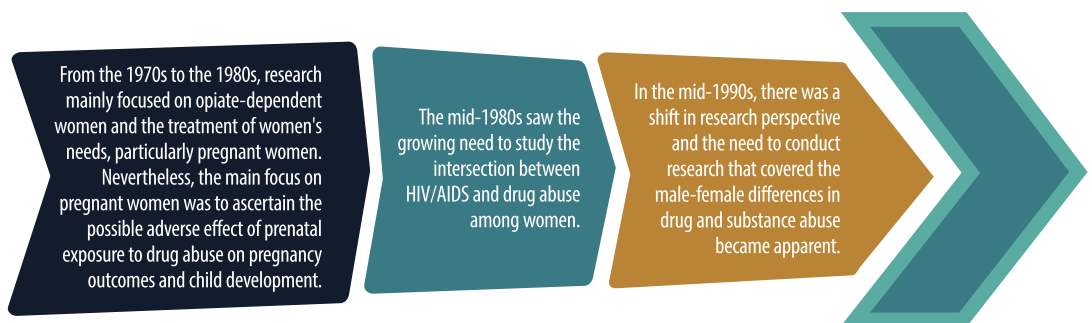 From the 1970s to the 1980s, research
mainly focused on opiate-dependent
women and the treatment of women's
needs, particularly pregnant women.
Nevertheless, the main focus on
pregnant women was to ascertain the
possible adverse effect of prenatal
exposure to drug abuse on pregnancy
outcomes and child development.
The mid-1980s saw the
growing need to study the
intersection between
HIV/AIDS and drug abuse
among women.
In the mid-1990s, there was a
shift in research perspective
and the need to conduct
research that covered the
male-female differences in
drug and substance abuse
became apparent.